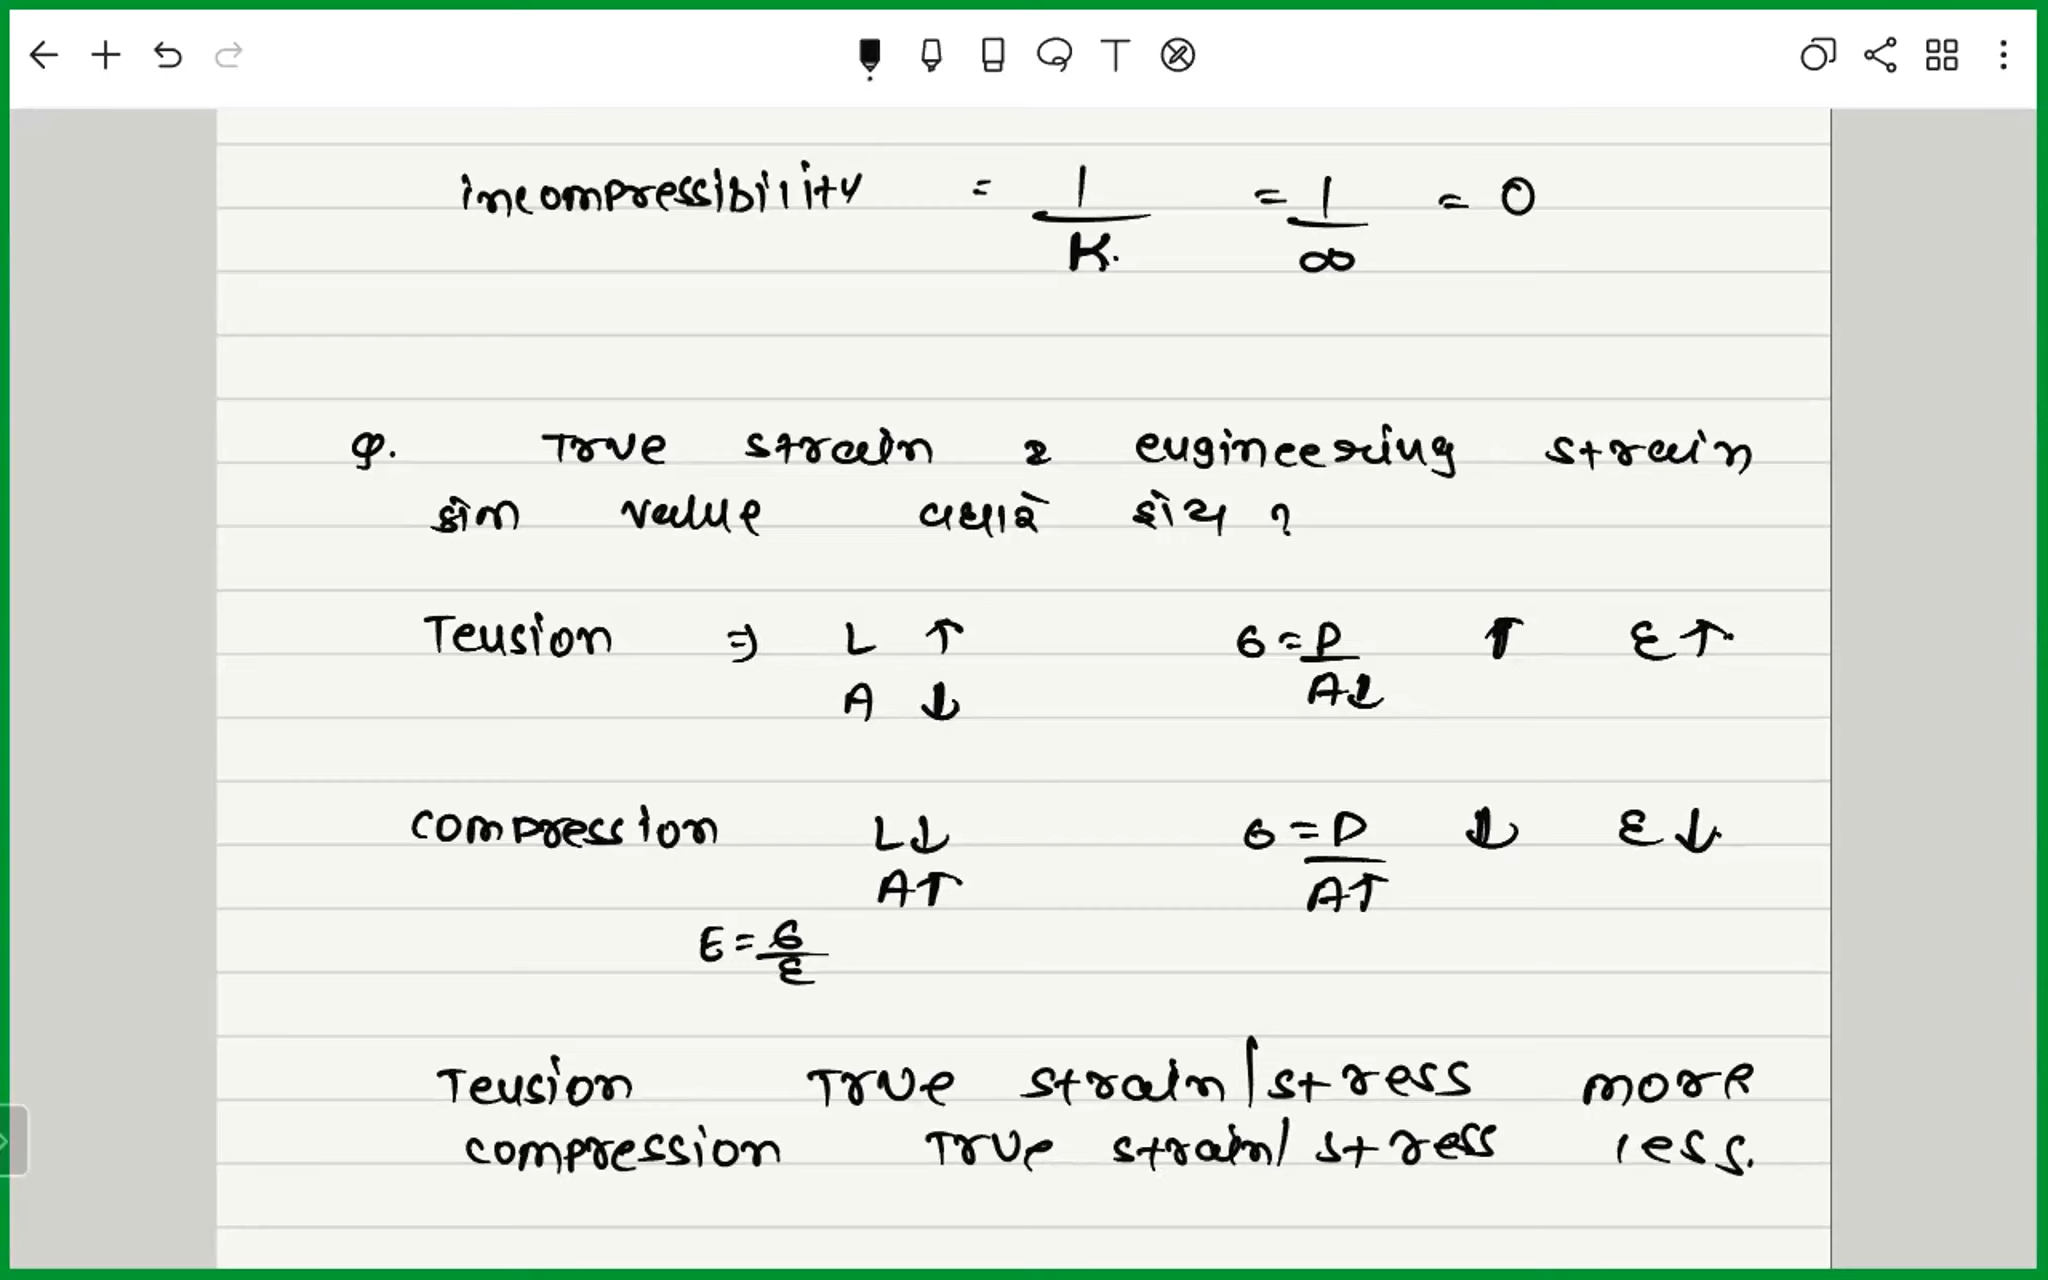 incompressibility = 1/K. = 1/∞ = 0
Q. True strain & engineering strain
કોન value વધારે હોય ?
Tension ⇒ L ↑ σ = P/A↓ ↑ ε ↑
A ↓
compression L↓ σ = P/A↑ ↓ ε ↓
A↑
E = σ/ε
Tension True strain/stress more
compression True strain/stress less.